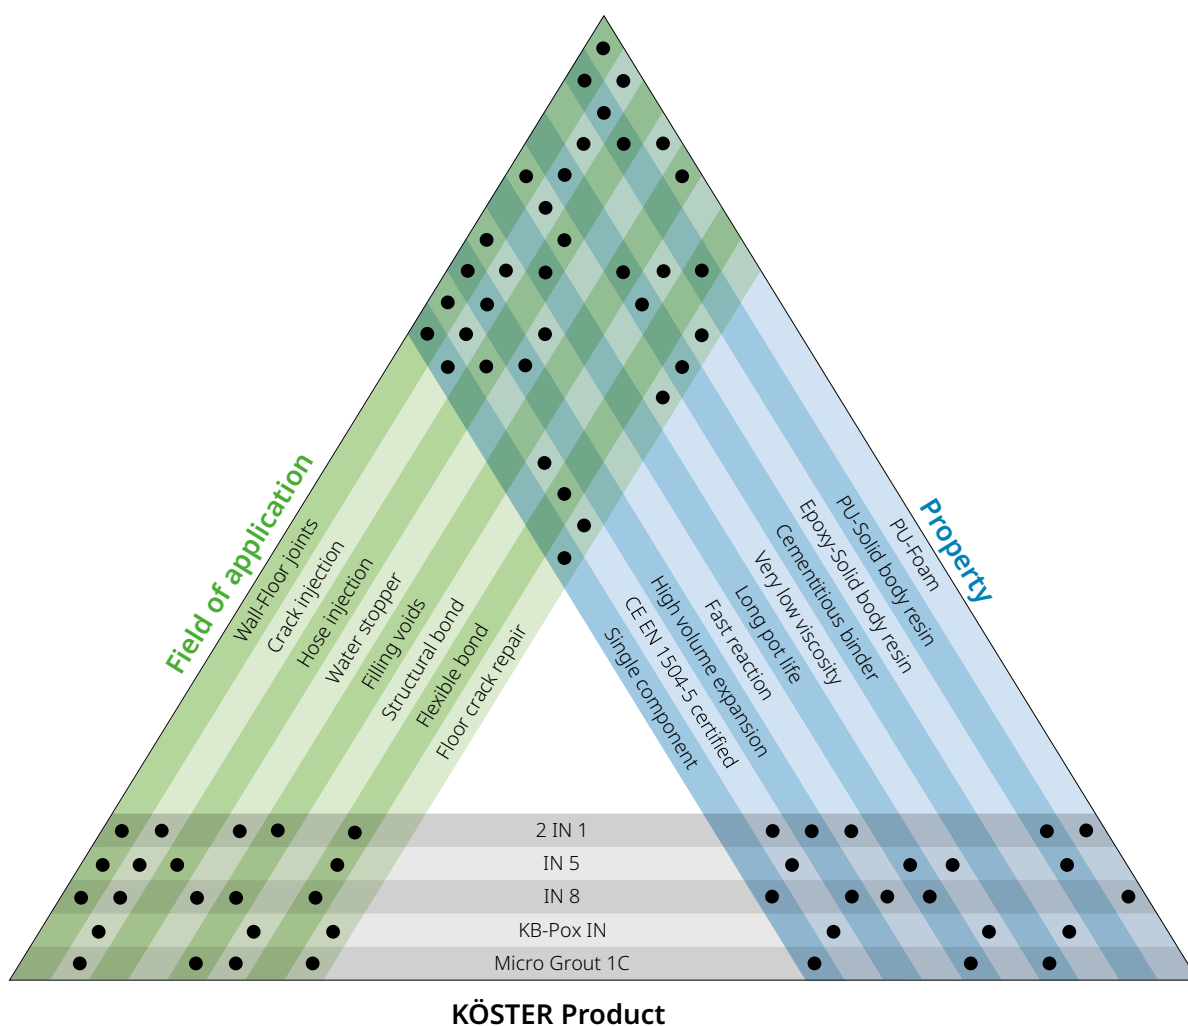 Field of application
Wall-Floor joints
Crack injection
Hose injection
Water stopper
Filling voids
Structural bond
Flexible bond
Floor crack repair
Property
PU-Foam
PU-Solid body resin
Epoxy-Solid body resin
Cementitious binder
Very low viscosity
Long pot life
Fast reaction
High volume expansion
CE EN 1504-5 certified
Single component
2 IN 1
IN 5
IN 8
KB-Pox IN
Micro Grout 1C
KÖSTER Product